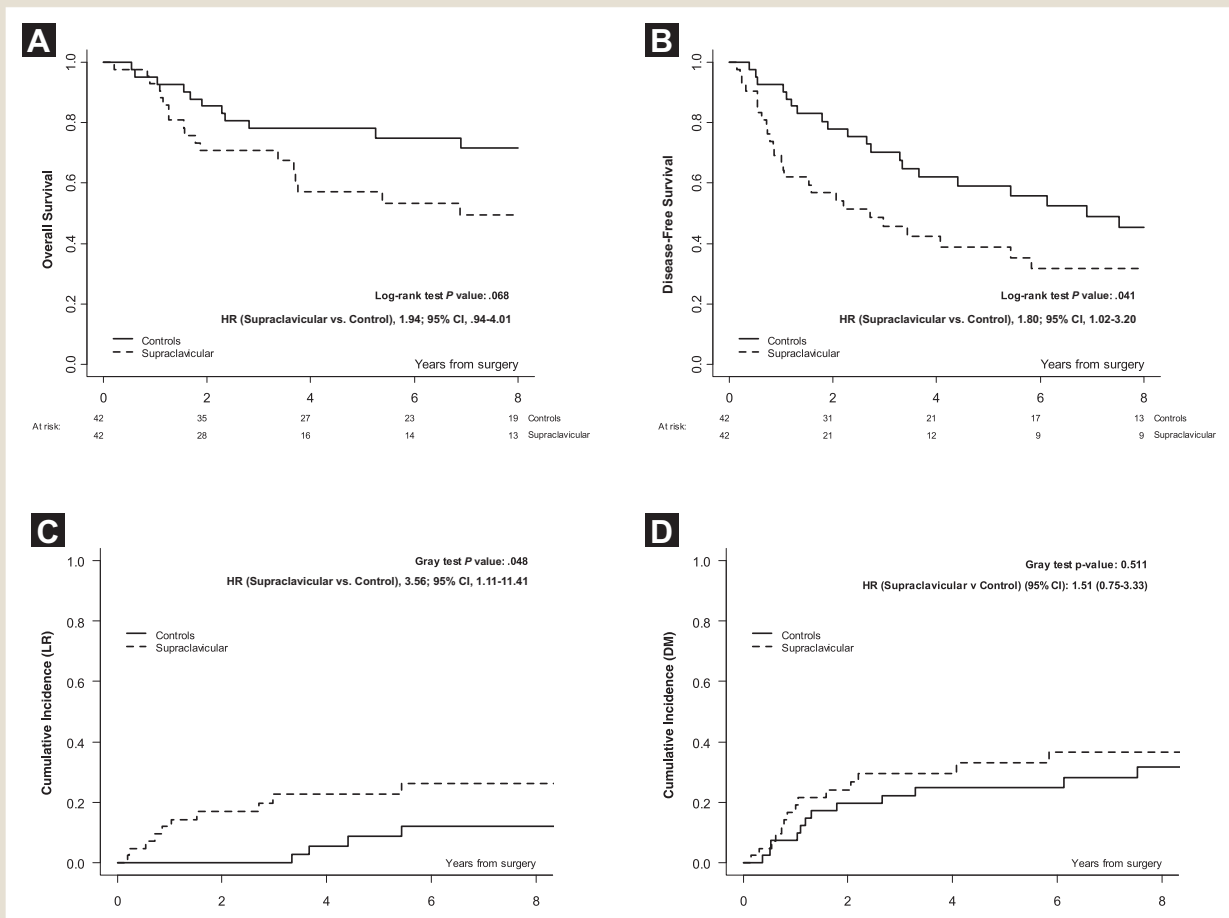 A
1.0
0.8
0.6
0.4
0.2
0.0
Overall Survival
Log-rank test P value: .068
HR (Supraclavicular vs. Control), 1.94; 95% CI, .94-4.01
Controls
Supraclavicular
Years from surgery
0 2 4 6 8
At risk:
42 35 27 23 19 Controls
42 28 16 14 13 Supraclavicular
B
1.0
0.8
0.6
0.4
0.2
0.0
Disease-Free Survival
Log-rank test P value: .041
HR (Supraclavicular vs. Control), 1.80; 95% CI, 1.02-3.20
Controls
Supraclavicular
Years from surgery
0 2 4 6 8
At risk:
42 31 21 17 13 Controls
42 21 12 9 9 Supraclavicular
C
1.0
0.8
0.6
0.4
0.2
0.0
Cumulative Incidence (LR)
Gray test P value: .048
HR (Supraclavicular vs. Control), 3.56; 95% CI, 1.11-11.41
Controls
Supraclavicular
Years from surgery
0 2 4 6 8
D
1.0
0.8
0.6
0.4
0.2
0.0
Cumulative Incidence (DM)
Gray test p-value: 0.511
HR (Supraclavicular v Control) (95% CI): 1.51 (0.75-3.33)
Controls
Supraclavicular
Years from surgery
0 2 4 6 8